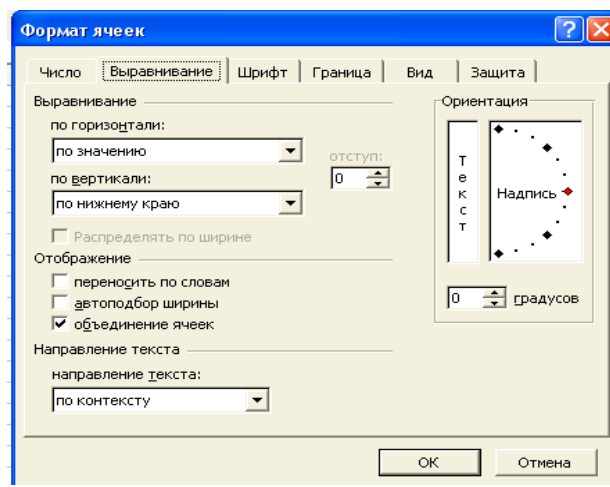 Формат ячеек
Число Выравнивание Шрифт Граница Вид Защита
Выравнивание
по горизонтали:
по значению
отступ:
0
по вертикали:
по нижнему краю
Распределять по ширине
Отображение
переносить по словам
автоподбор ширины
объединение ячеек
Направление текста
направление текста:
по контексту
Ориентация
Текст
Надпись
0 градусов
ОК Отмена